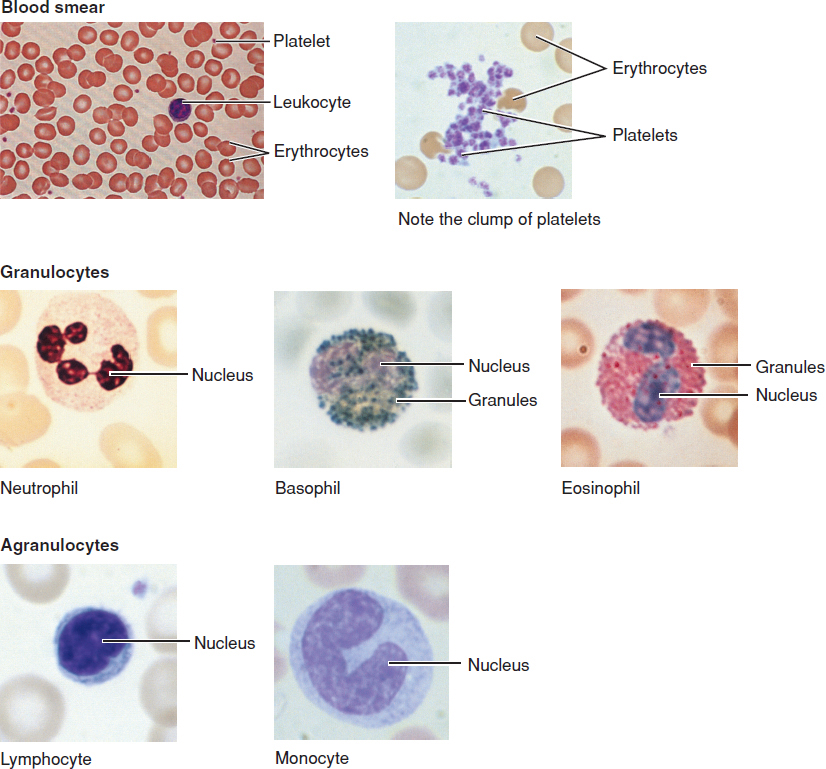 Blood smear
Platelet
Leukocyte
Erythrocytes
Erythrocytes
Platelets
Note the clump of platelets
Granulocytes
Nucleus
Nucleus
Granules
Granules
Nucleus
Neutrophil
Basophil
Eosinophil
Agranulocytes
Nucleus
Nucleus
Lymphocyte
Monocyte